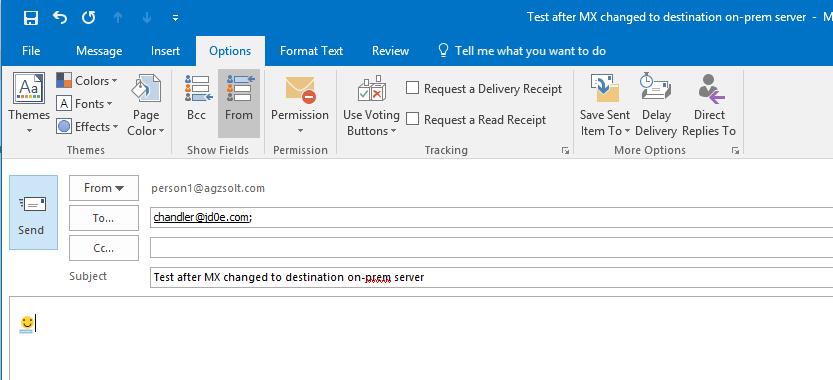 Test after MX changed to destination on-prem server - M
File Message Insert Options Format Text Review Tell me what you want to do
Aa Themes
Colors
A Fonts
Effects
Page Color
Themes
Bcc
From
Show Fields
Permission
Permission
Use Voting Buttons
Request a Delivery Receipt
Request a Read Receipt
Tracking
Save Sent Item To
Delay Delivery
Direct Replies To
More Options
Send
From person1@agzsolt.com
To... chandler@jd0e.com;
Cc...
Subject Test after MX changed to destination on-prem server